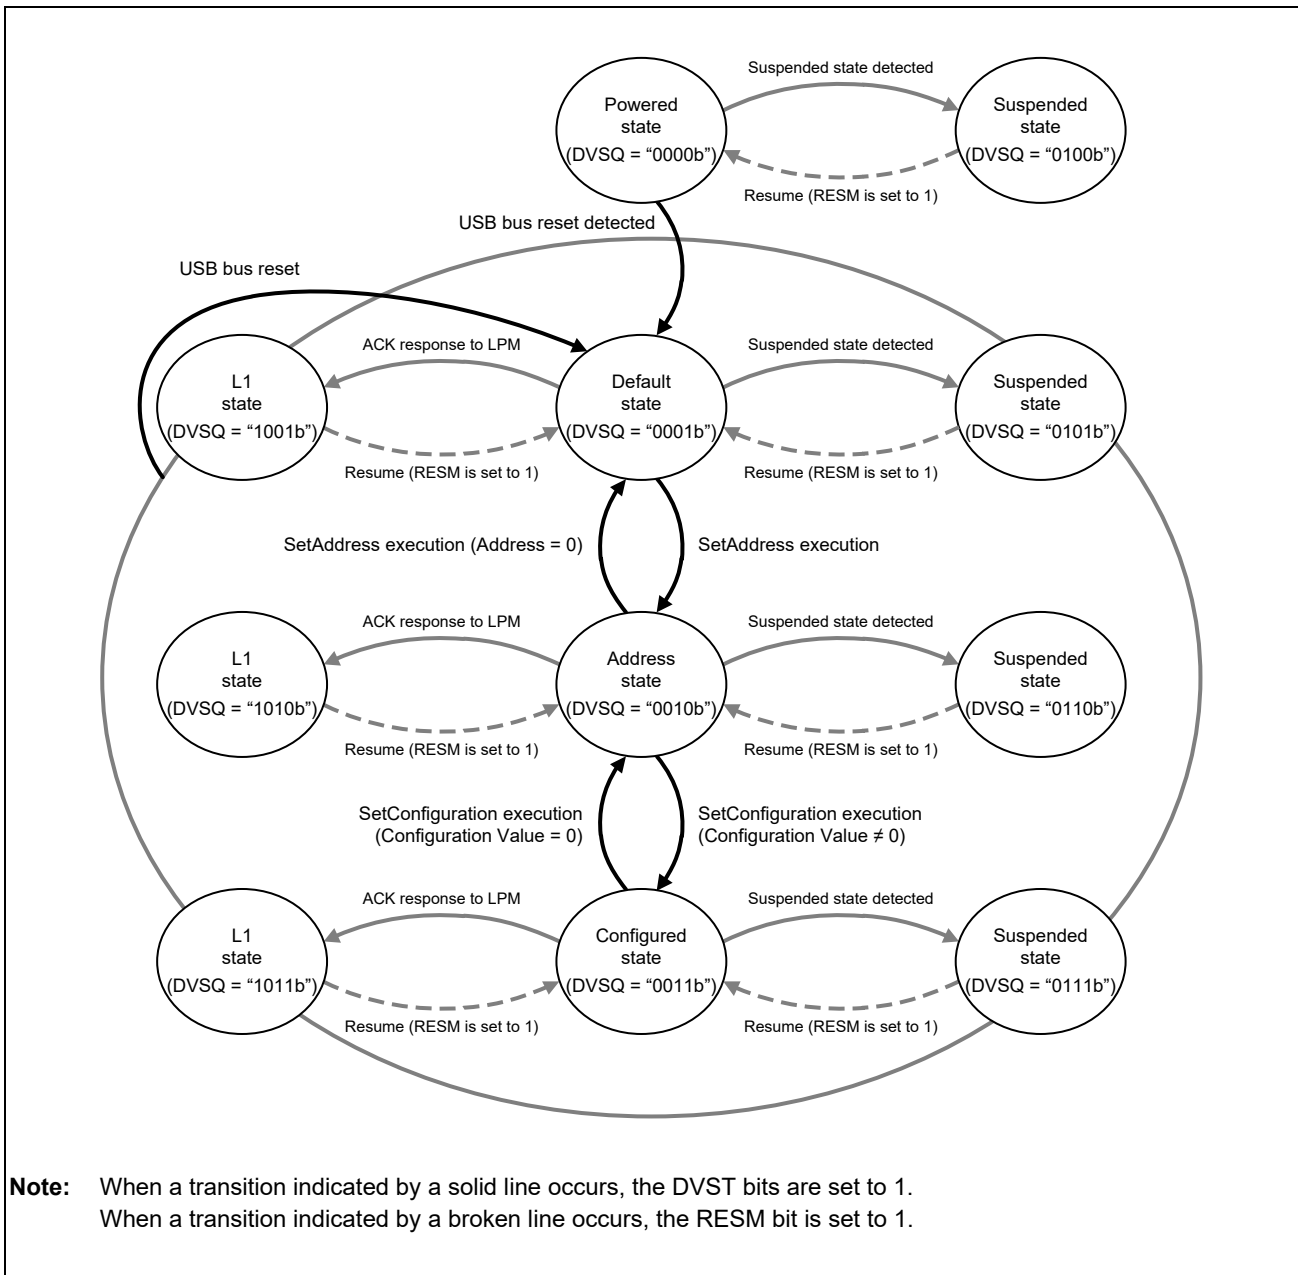 Suspended state detected
Powered
state
(DVSQ = “0000b”)
Suspended
state
(DVSQ = “0100b”)
Resume (RESM is set to 1)
USB bus reset detected
USB bus reset
ACK response to LPM
Suspended state detected
L1
state
(DVSQ = “1001b”)
Default
state
(DVSQ = “0001b”)
Suspended
state
(DVSQ = “0101b”)
Resume (RESM is set to 1)
Resume (RESM is set to 1)
SetAddress execution (Address = 0)
SetAddress execution
ACK response to LPM
Suspended state detected
L1
state
(DVSQ = “1010b”)
Address
state
(DVSQ = “0010b”)
Suspended
state
(DVSQ = “0110b”)
Resume (RESM is set to 1)
Resume (RESM is set to 1)
SetConfiguration execution
(Configuration Value = 0)
SetConfiguration execution
(Configuration Value ≠ 0)
ACK response to LPM
Suspended state detected
L1
state
(DVSQ = “1011b”)
Configured
state
(DVSQ = “0011b”)
Suspended
state
(DVSQ = “0111b”)
Resume (RESM is set to 1)
Resume (RESM is set to 1)
Note: When a transition indicated by a solid line occurs, the DVST bits are set to 1.
When a transition indicated by a broken line occurs, the RESM bit is set to 1.